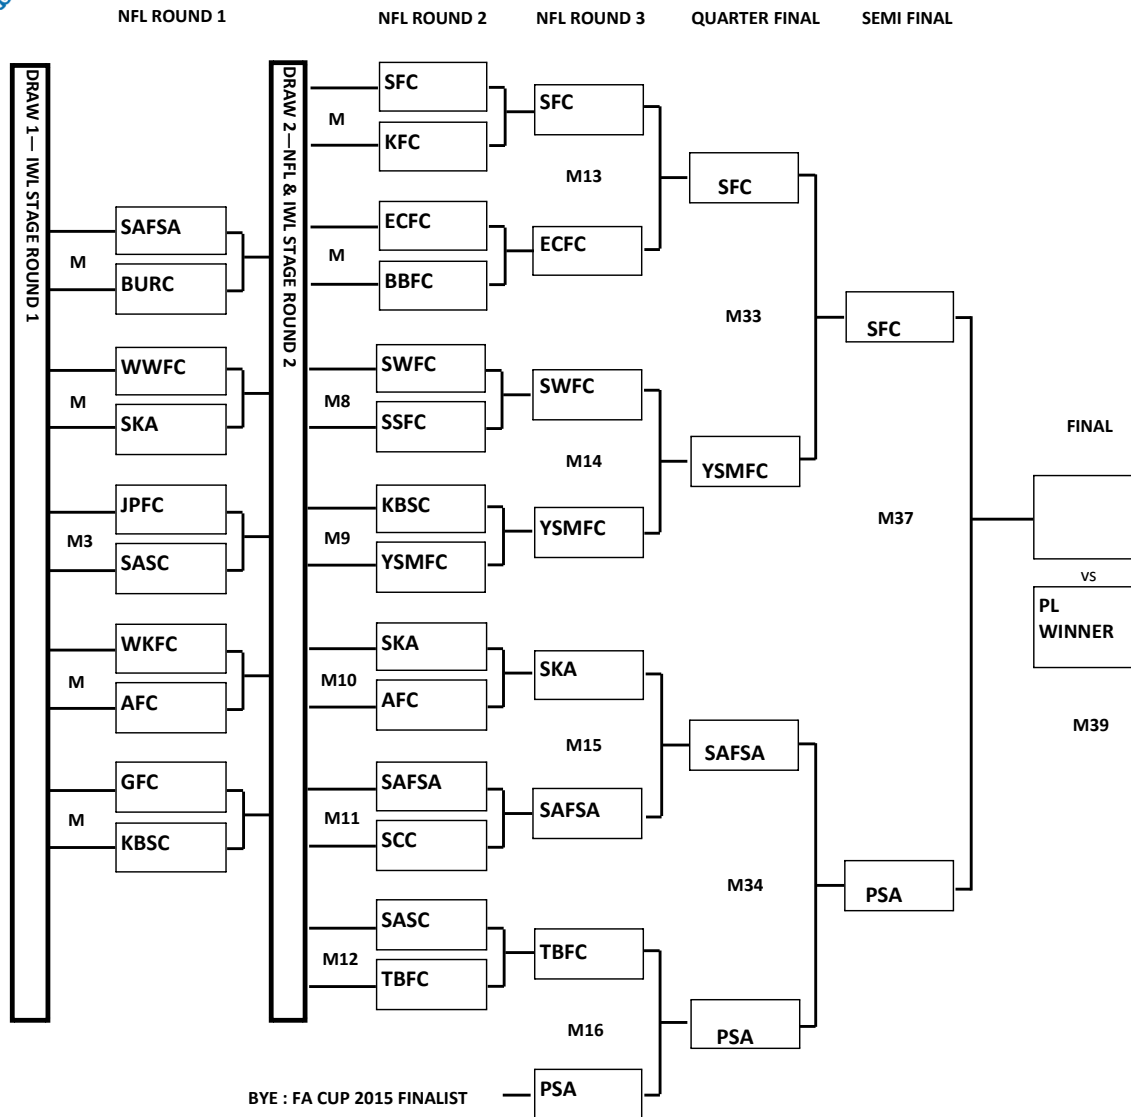 NFL ROUND 1
NFL ROUND 2
NFL ROUND 3
QUARTER FINAL
SEMI FINAL
DRAW 1— IWL STAGE ROUND 1
SAFSA
M
BURC
WWFC
M
SKA
JPFC
M3
SASC
WKFC
M
AFC
GFC
M
KBSC
DRAW 2—NFL & IWL STAGE ROUND 2
SFC
M
KFC
ECFC
M
BBFC
SWFC
M8
SSFC
KBSC
M9
YSMFC
SKA
M10
AFC
SAFSA
M11
SCC
SASC
M12
TBFC
BYE : FA CUP 2015 FINALIST
SFC
M13
ECFC
SWFC
M14
YSMFC
SKA
M15
SAFSA
TBFC
M16
PSA
SFC
M33
YSMFC
SAFSA
M34
PSA
SFC
M37
PSA
FINAL
VS
PL
WINNER
M39